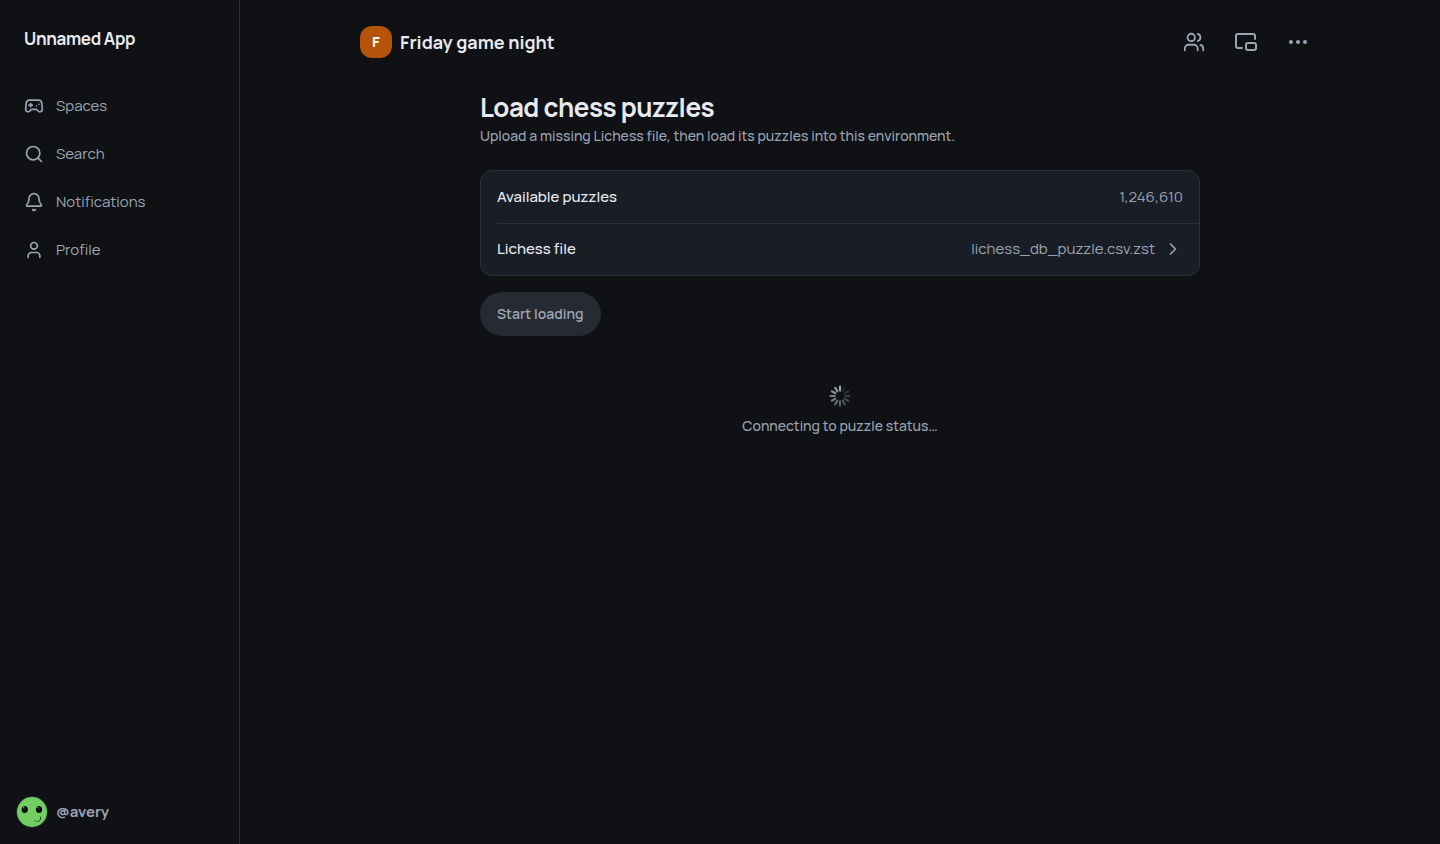 Unnamed App
Spaces
Search
Notifications
Profile
@avery
F
Friday game night
Load chess puzzles
Upload a missing Lichess file, then load its puzzles into this environment.
Available puzzles
1,246,610
Lichess file
lichess_db_puzzle.csv.zst
Start loading
Connecting to puzzle status…